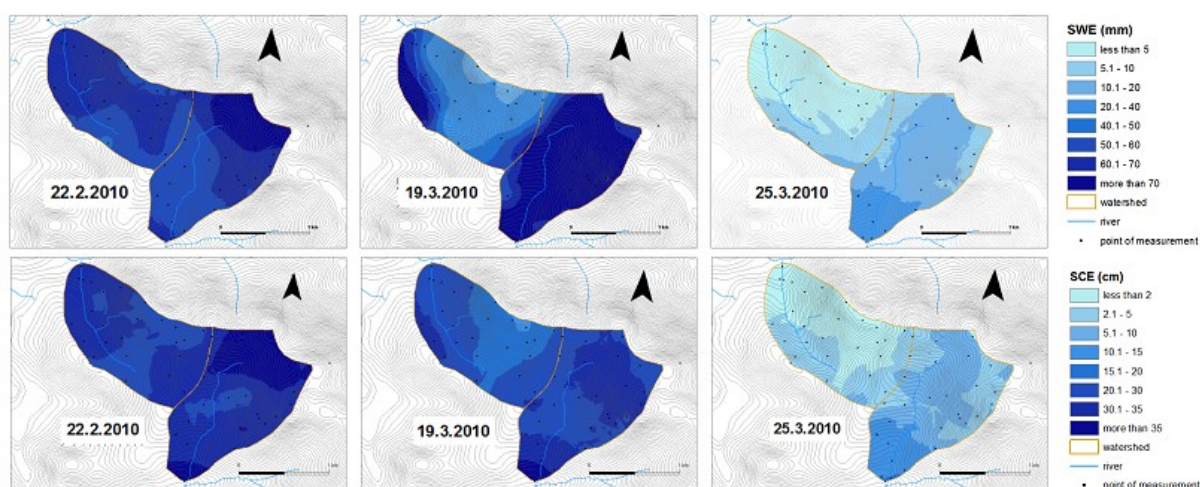 22.2.2010
19.3.2010
25.3.2010
SWE (mm)
less than 5
5.1 - 10
10.1 - 20
20.1 - 40
40.1 - 50
50.1 - 60
60.1 - 70
more than 70
watershed
river
point of measurement
22.2.2010
19.3.2010
25.3.2010
SCE (cm)
less than 2
2.1 - 5
5.1 - 10
10.1 - 15
15.1 - 20
20.1 - 30
30.1 - 35
more than 35
watershed
river
point of measurement